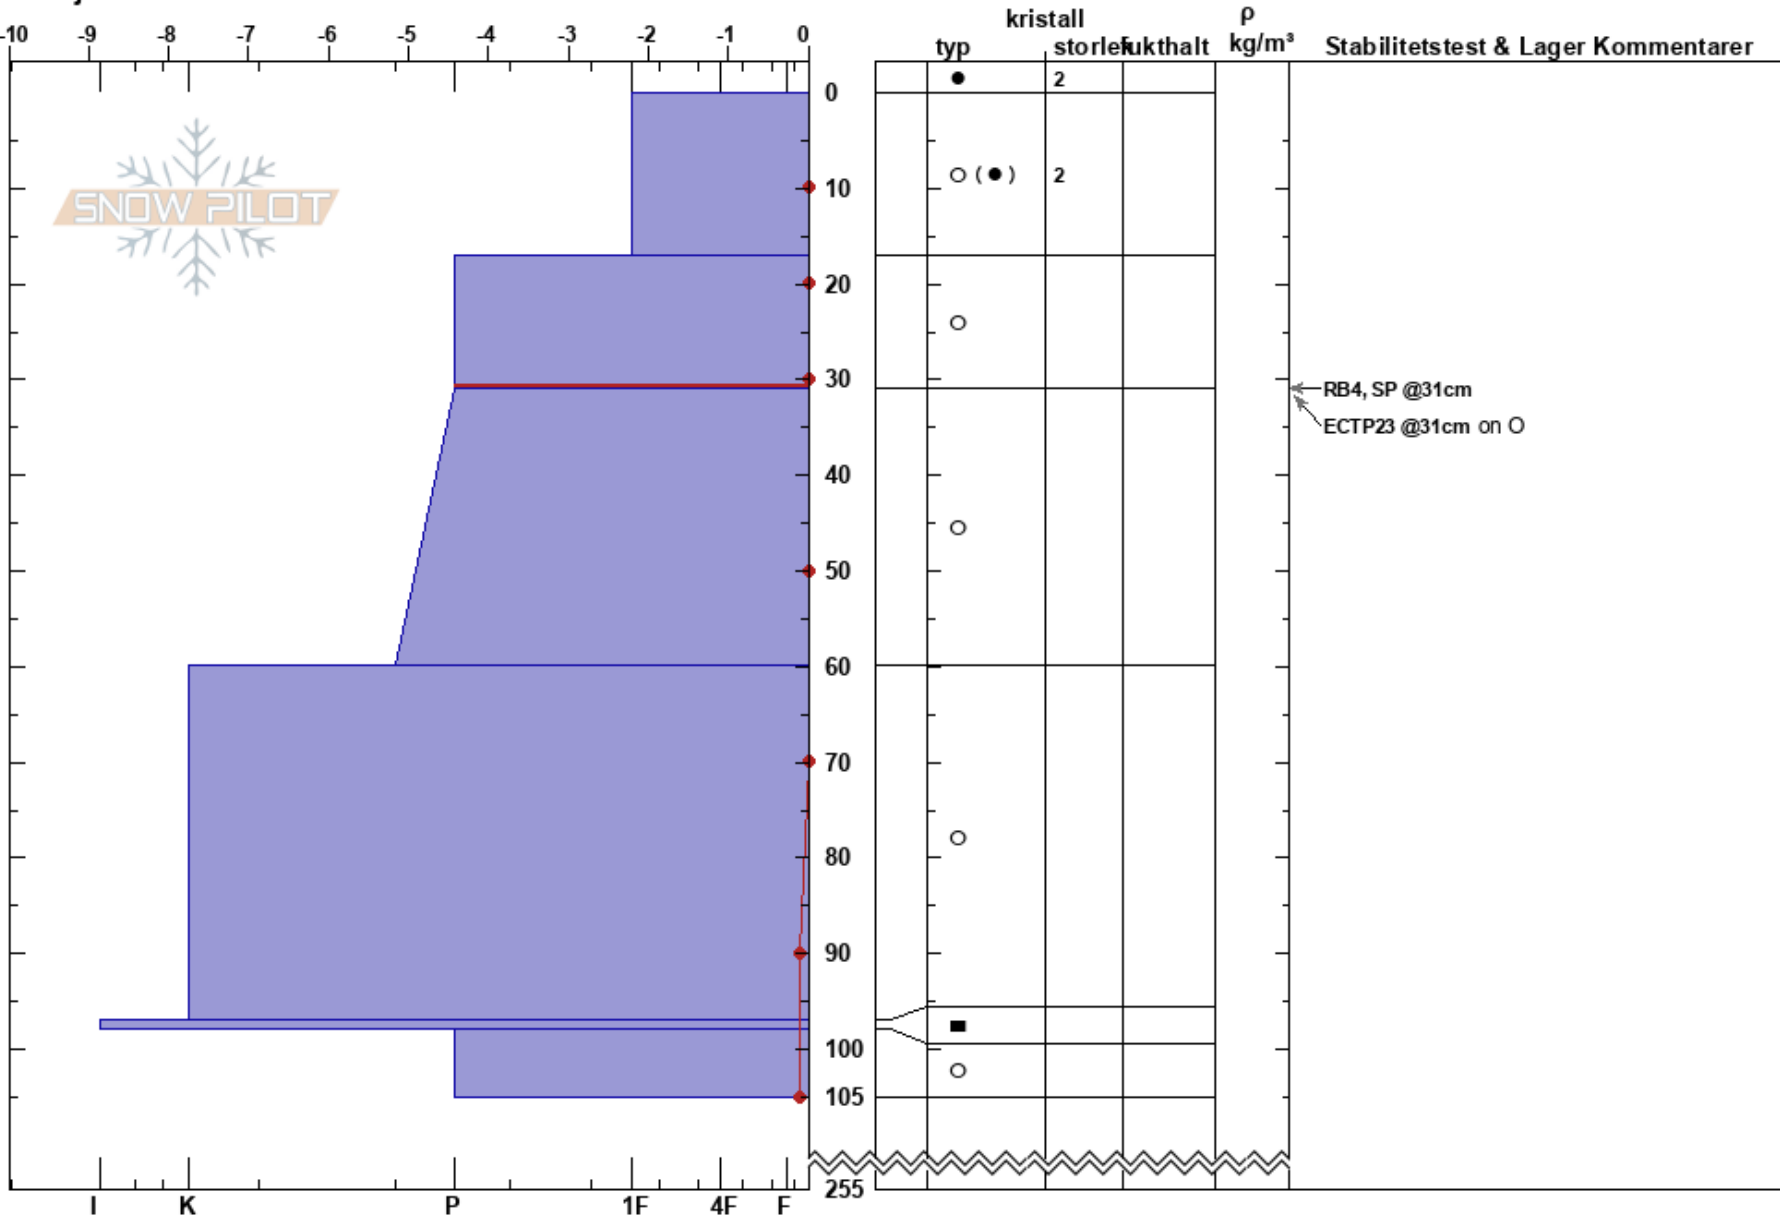 kristall ρ
-10 -9 -8 -7 -6 -5 -4 -3 -2 -1 0 typ storlek fukthalt kg/m³ Stabilitetstest & Lager Kommentarer
2
0
SNOW PILOT
( ) 2
10
20
30
RB4, SP @31cm
ECTP23 @31cm on O
40
50
60
70
80
90
100
105
255
I K P 1F 4F F